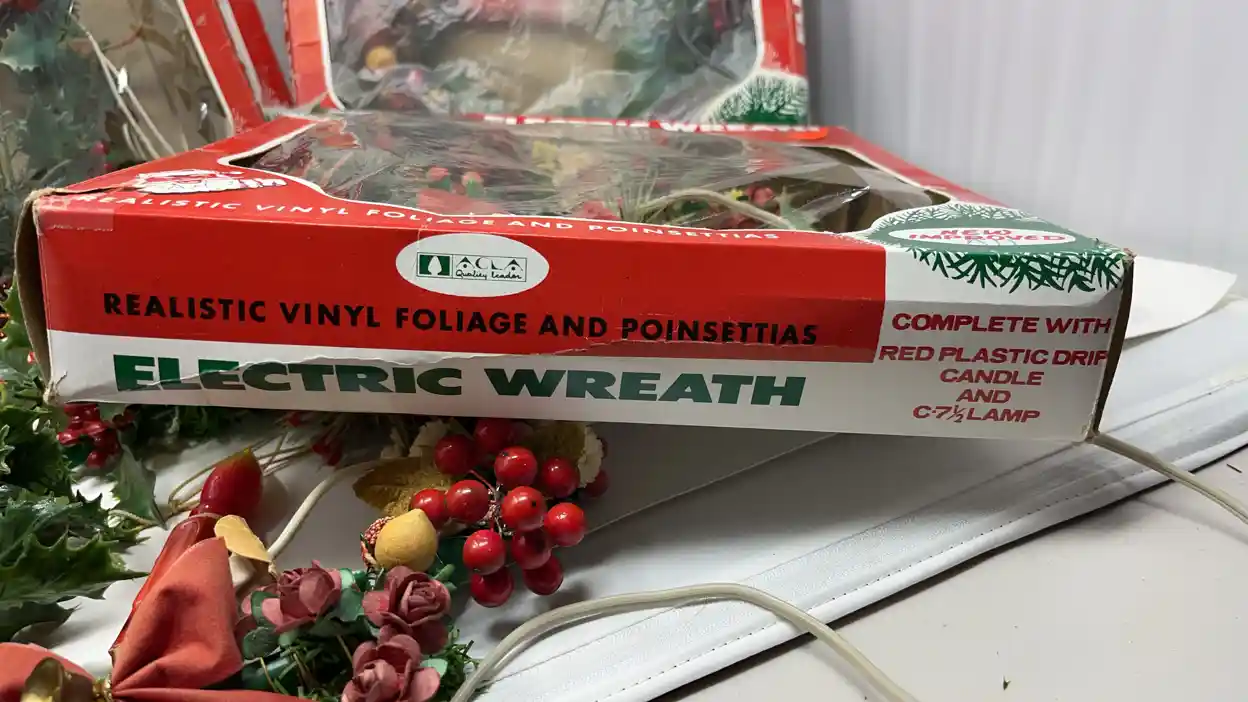 REALISTIC VINYL FOLIAGE AND POINSETTIAS
NEW
IMPROVED
ACLA
Quality leader
REALISTIC VINYL FOLIAGE AND POINSETTIAS
ELECTRIC WREATH
COMPLETE WITH
RED PLASTIC DRIP
CANDLE
AND
C-7½ LAMP